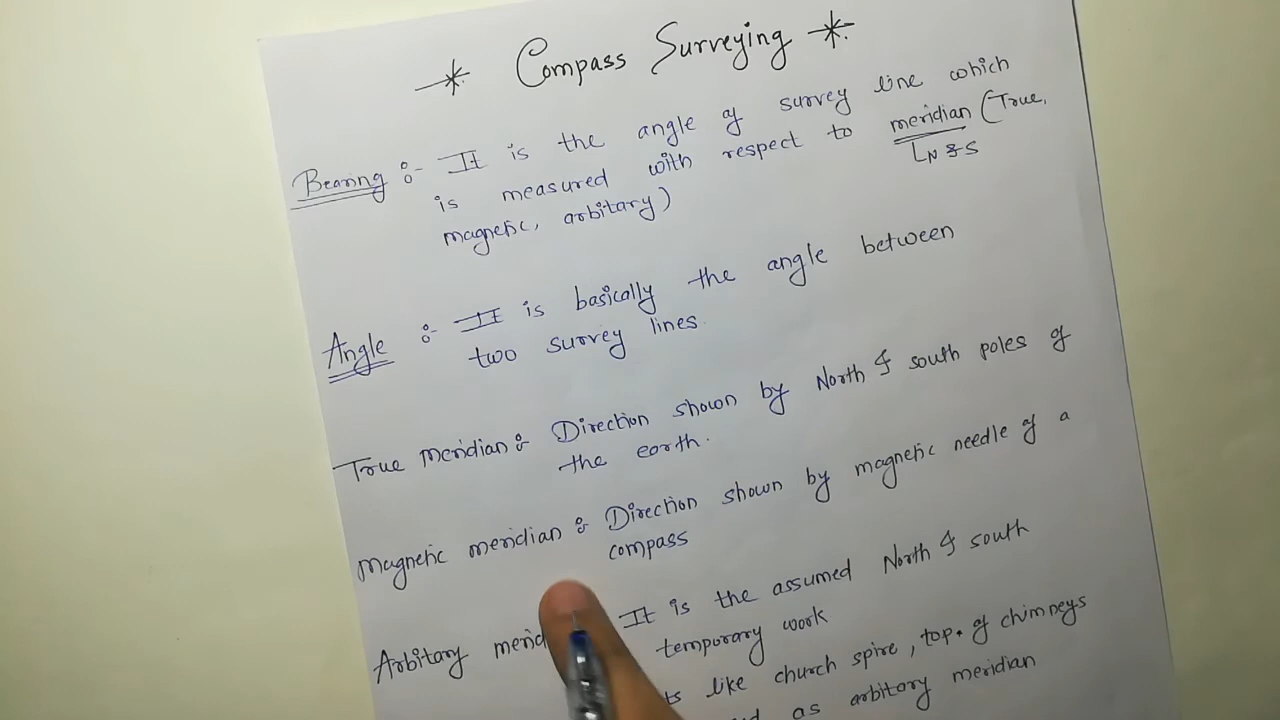 Compass Surveying
Bearing :- It is the angle of survey line which
is measured with respect to meridian (True,
N & S
magnetic, arbitary)
Angle :- It is basically the angle between
two survey lines.
True meridian :- Direction shown by North & south poles of
the earth.
Magnetic meridian :- Direction shown by magnetic needle of a
compass
Arbitary It is the assumed North & south
temporary work
like church spire, top of chimneys
as arbitary meridian